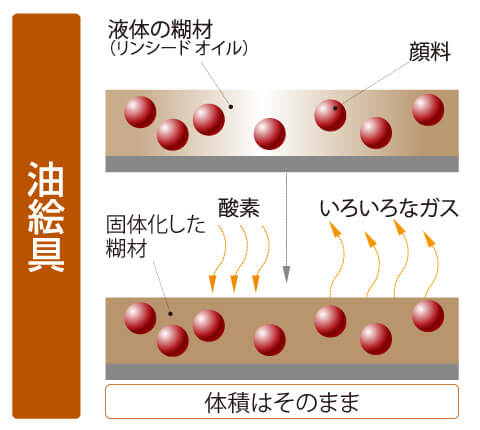 油絵具
液体の糊材
（リンシード オイル）
顔料
酸素
いろいろなガス
固体化した
糊材
体積はそのまま